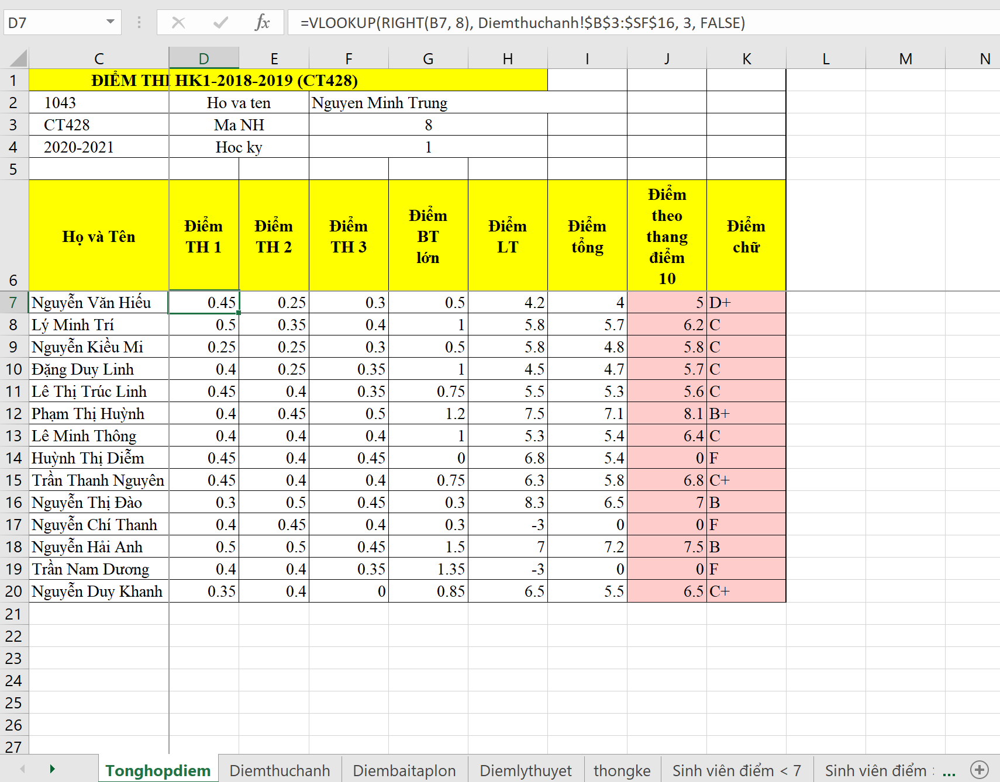 D7 fx =VLOOKUP(RIGHT(B7, 8), Diemthuchanh!$B$3:$SF$16, 3, FALSE)
C D E F G H I J K L M N
1 ĐIỂM THI HK1-2018-2019 (CT428)
2 1043 Ho va ten Nguyen Minh Trung
3 CT428 Ma NH 8
4 2020-2021 Hoc ky 1
5
6 Họ và Tên Điểm TH 1 Điểm TH 2 Điểm TH 3 Điểm BT lớn Điểm LT Điểm tổng Điểm theo thang điểm 10 Điểm chữ
7 Nguyễn Văn Hiếu 0.45 0.25 0.3 0.5 4.2 4 5 D+
8 Lý Minh Trí 0.5 0.35 0.4 1 5.8 5.7 6.2 C
9 Nguyễn Kiều Mi 0.25 0.25 0.3 0.5 5.8 4.8 5.8 C
10 Đặng Duy Linh 0.4 0.25 0.35 1 4.5 4.7 5.7 C
11 Lê Thị Trúc Linh 0.45 0.4 0.35 0.75 5.5 5.3 5.6 C
12 Phạm Thị Huỳnh 0.4 0.45 0.5 1.2 7.5 7.1 8.1 B+
13 Lê Minh Thông 0.4 0.4 0.4 1 5.3 5.4 6.4 C
14 Huỳnh Thị Diễm 0.45 0.4 0.45 0 6.8 5.4 0 F
15 Trần Thanh Nguyên 0.45 0.4 0.4 0.75 6.3 5.8 6.8 C+
16 Nguyễn Thị Đào 0.3 0.5 0.45 0.3 8.3 6.5 7 B
17 Nguyễn Chí Thanh 0.4 0.45 0.4 0.3 -3 0 0 F
18 Nguyễn Hải Anh 0.5 0.5 0.45 1.5 7 7.2 7.5 B
19 Trần Nam Dương 0.4 0.4 0.35 1.35 -3 0 0 F
20 Nguyễn Duy Khanh 0.35 0.4 0 0.85 6.5 5.5 6.5 C+
21
22
23
24
25
26
27
Tonghopdiem Diemthuchanh Diembaitaplon Diemlythuyet thongke Sinh viên điểm < 7 Sinh viên điểm ...